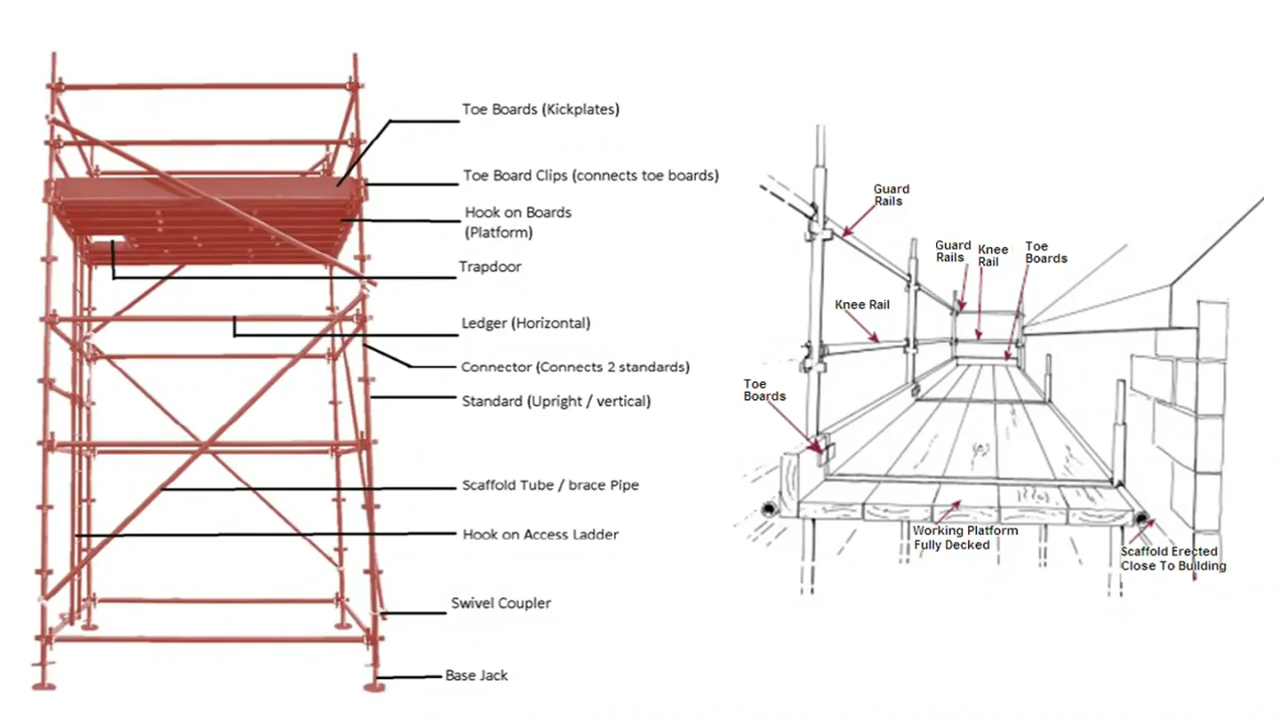 Toe Boards (Kickplates)
Toe Board Clips (connects toe boards)
Hook on Boards
(Platform)
Trapdoor
Ledger (Horizontal)
Connector (Connects 2 standards)
Standard (Upright / vertical)
Scaffold Tube / brace Pipe
Hook on Access Ladder
Swivel Coupler
Base Jack
Guard
Rails
Guard
Rails
Knee
Rail
Toe
Boards
Knee Rail
Toe
Boards
Working Platform
Fully Decked
Scaffold Erected
Close To Building